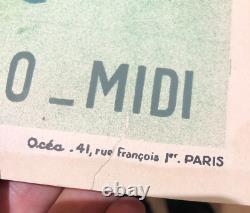 O_MIDI
Océa . 41, rue François 1er. PARIS